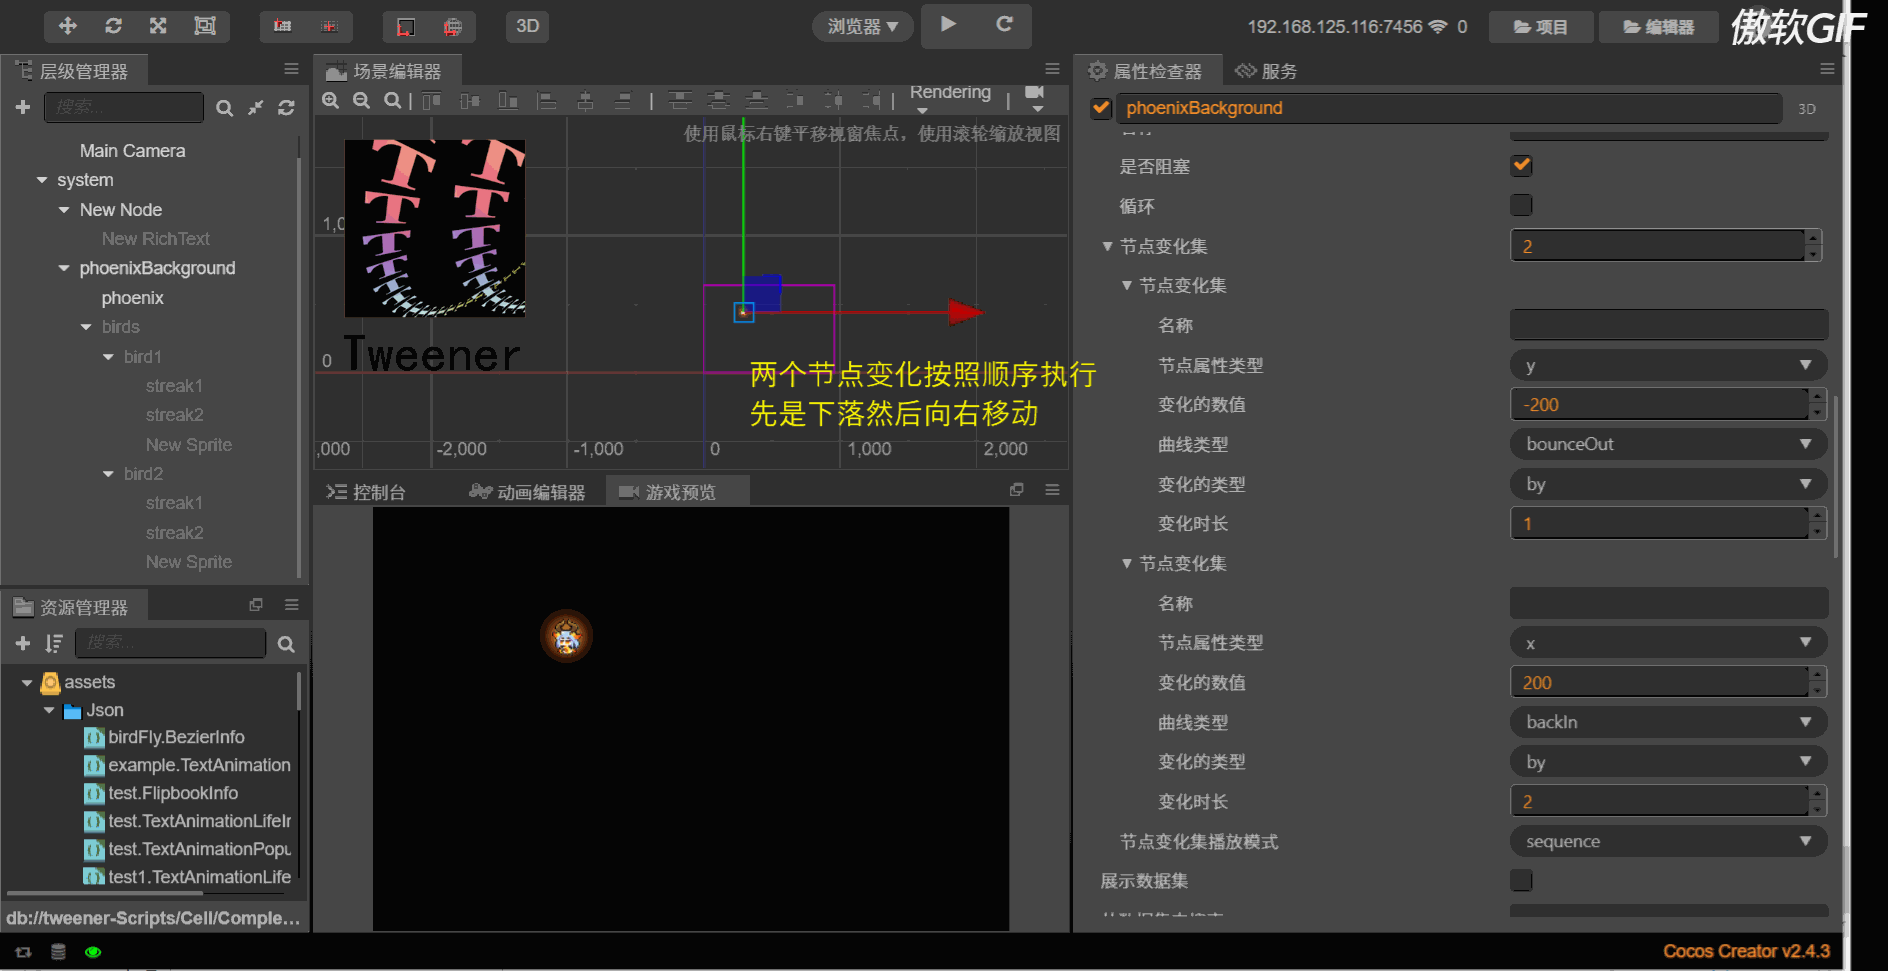 3D
浏览器
192.168.125.116:7456
0
项目
编辑器
傲软GIF
层级管理器
搜索...
Main Camera
system
New Node
New RichText
phoenixBackground
phoenix
birds
bird1
streak1
streak2
New Sprite
bird2
streak1
streak2
New Sprite
资源管理器
搜索...
assets
Json
birdFly.BezierInfo
example.TextAnimation
test.FlipbookInfo
test.TextAnimationLifeIr
test.TextAnimationPopu
test1.TextAnimationLife
db://tweener-Scripts/Cell/Comple...
场景编辑器
Rendering
使用鼠标右键平移视窗焦点，使用滚轮缩放视图
1,0
0
Tweener
两个节点变化按照顺序执行
先是下落然后向右移动
,000
-2,000
-1,000
0
1,000
2,000
控制台
动画编辑器
游戏预览
属性检查器
服务
phoenixBackground
3D
是否阻塞
循环
节点变化集
2
节点变化集
名称
节点属性类型
y
变化的数值
-200
曲线类型
bounceOut
变化的类型
by
变化时长
1
节点变化集
名称
节点属性类型
x
变化的数值
200
曲线类型
backIn
变化的类型
by
变化时长
2
节点变化集播放模式
sequence
展示数据集
Cocos Creator v2.4.3